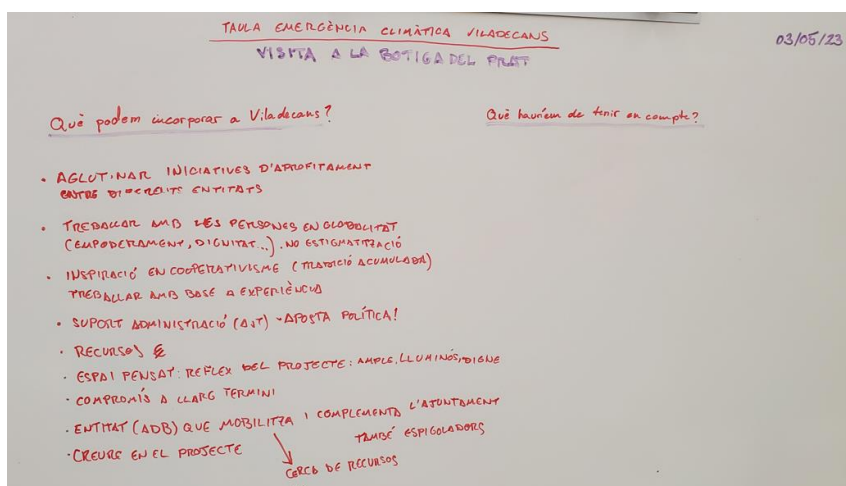 TAULA EMERGÈNCIA CLIMÀTICA VILADECANS
VISITA A LA BOTIGA DEL PRAT
03/05/23
Què podem incorporar a Viladecans?
Què hauríem de tenir en compte?
• AGLUTINAR INICIATIVES D'APROFITAMENT
ENTRE DIFERENTS ENTITATS
• TREBALLAR AMB LES PERSONES EN GLOBALITAT
(EMPODERAMENT, DIGNITAT...). NO ESTIGMATITZACIÓ
• INSPIRACIÓ EN COOPERATIVISME (TRADICIÓ ACUMULADA)
TREBALLAR AMB BASE A EXPERIÈNCIA
• SUPORT ADMINISTRACIÓ (AJT) - APOSTA POLÍTICA!
• RECURSOS €
• ESPAI PENSAT: REFLEX DEL PROJECTE: AMPLE, LLUMINÓS, DIGNE
• COMPROMÍS A LLARG TERMINI
• ENTITAT (ADB) QUE MOBILITZA I COMPLEMENTA L'AJUNTAMENT
TAMBÉ ESPIGOLADORS
• CREURE EN EL PROJECTE
CERCA DE RECURSOS